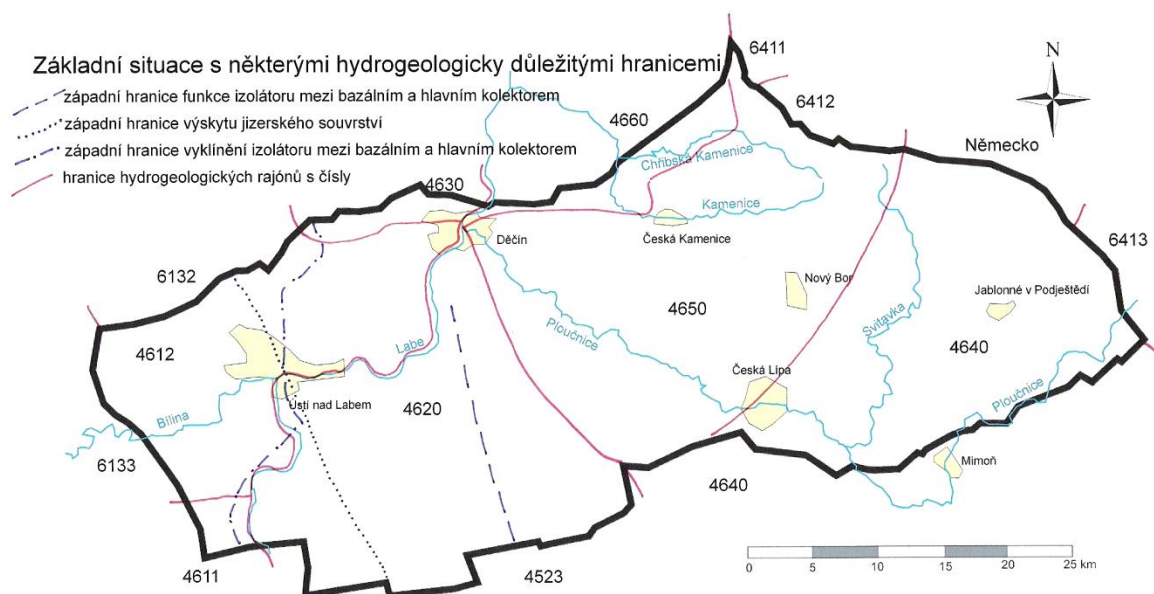 Základní situace s některými hydrogeologicky důležitými hranicemi
západní hranice funkce izolátoru mezi bazálním a hlavním kolektorem
západní hranice výskytu jizerského souvrství
západní hranice vyklínění izolátoru mezi bazálním a hlavním kolektorem
hranice hydrogeologických rajónů s čísly
6411
N
6412
4660
Německo
Chřibská Kamenice
4630
Kamenice
Děčín
Česká Kamenice
6413
6132
Nový Bor
Jablonné v Podještědí
4650
Svitavka
Ploučnice
Labe
4612
4640
Česká Lípa
Ploučnice
Ústí nad Labem
4620
Bílina
6133
Mimoň
4640
4611
4523
0 5 10 15 20 25 km